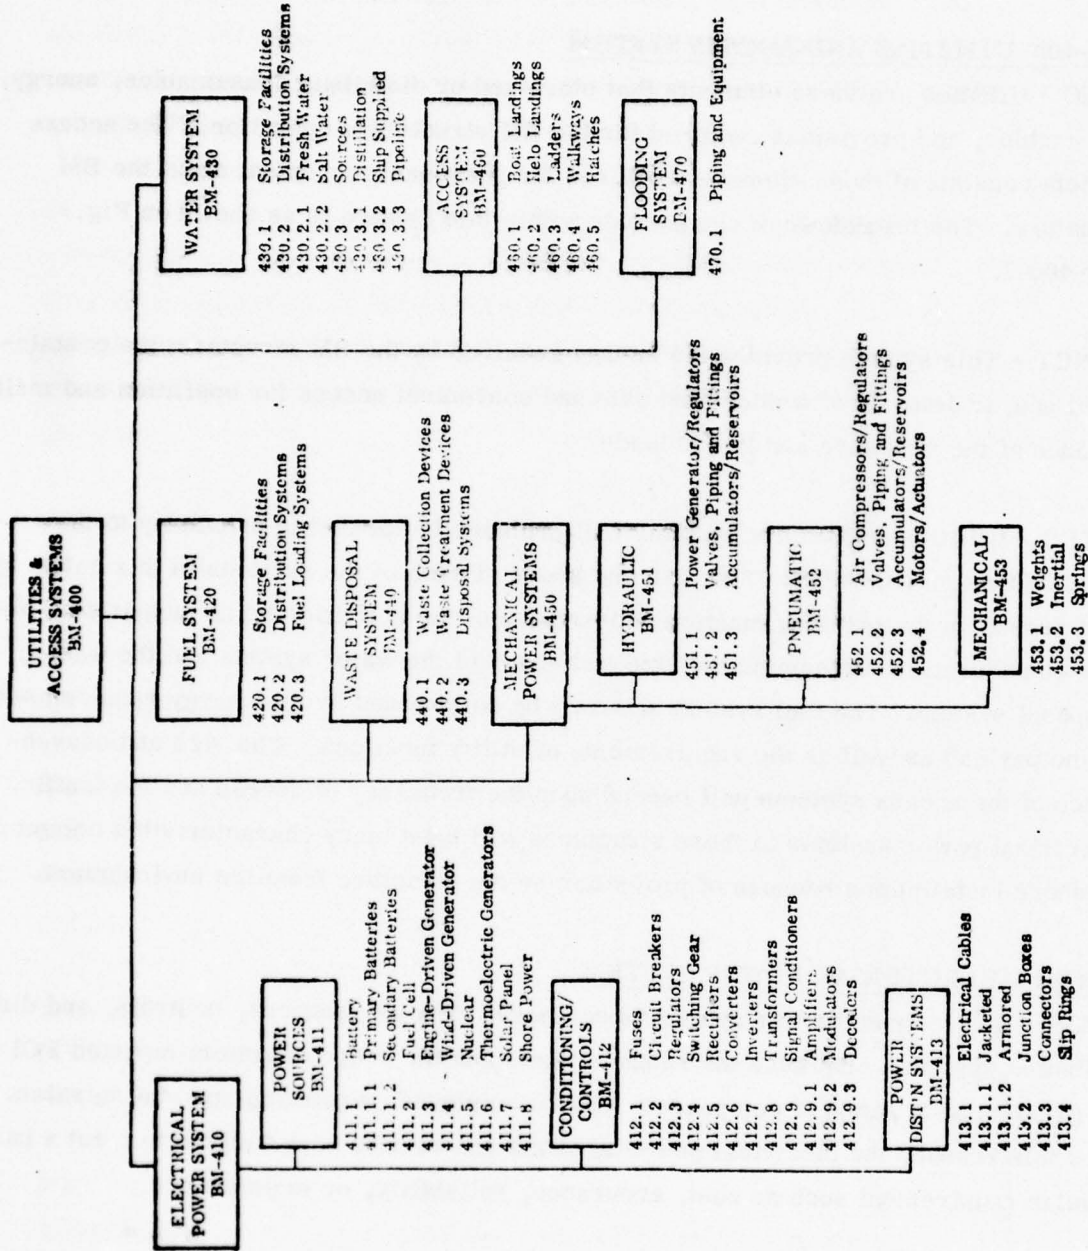 UTILITIES &
ACCESS SYSTEMS
BM-400
ELECTRICAL
POWER SYSTEM
BM-410
POWER
SOURCES
BM-411
411.1 Battery
411.1.1 Primary Batteries
411.1.2 Secondary Batteries
411.2 Fuel Cell
411.3 Engine-Driven Generator
411.4 Wind Driven Generator
411.5 Nuclear
411.6 Thermoelectric Generators
411.7 Solar Panel
411.8 Shore Power
CONDITIONING/
CONTROLS
BM-412
412.1 Fuses
412.2 Circuit Breakers
412.3 Regulators
412.4 Switching Gear
412.5 Rectifiers
412.6 Converters
412.7 Inverters
412.8 Transformers
412.9 Signal Conditioners
412.9.1 Amplifiers
412.9.2 Modulators
412.9.3 Decoders
POWER
DIST'N SYSTEMS
BM-413
413.1 Electrical Cables
413.1.1 Jacketed
413.1.2 Armored
413.2 Junction Boxes
413.3 Connectors
413.4 Slip Rings
FUEL SYSTEM
BM-420
420.1 Storage Facilities
420.2 Distribution Systems
420.3 Fuel Loading Systems
WASTE DISPOSAL
SYSTEM
BM-440
440.1 Waste Collection Devices
440.2 Waste Treatment Devices
440.3 Disposal Systems
MECHANICAL
POWER SYSTEMS
BM-450
HYDRAULIC
BM-451
451.1 Power Generator/Regulators
451.2 Valves, Piping and Fittings
451.3 Accumulators/Reservoirs
PNEUMATIC
BM-452
452.1 Air Compressors/Regulators
452.2 Valves, Piping and Fittings
452.3 Accumulators/Reservoirs
452.4 Motors/Actuators
MECHANICAL
BM-453
453.1 Weights
453.2 Inertial
453.3 Springs
WATER SYSTEM
BM-430
430.1 Storage Facilities
430.2 Distribution Systems
430.2.1 Fresh Water
430.2.2 Salt Water
430.3 Sources
430.3.1 Distillation
430.3.2 Ship Supplied
430.3.3 Pipeline
ACCESS
SYSTEM
BM-460
460.1 Boat Landings
460.2 Helo Landings
460.3 Ladders
460.4 Walkways
460.5 Hatches
FLOODING
SYSTEM
BM-470
470.1 Piping and Equipment